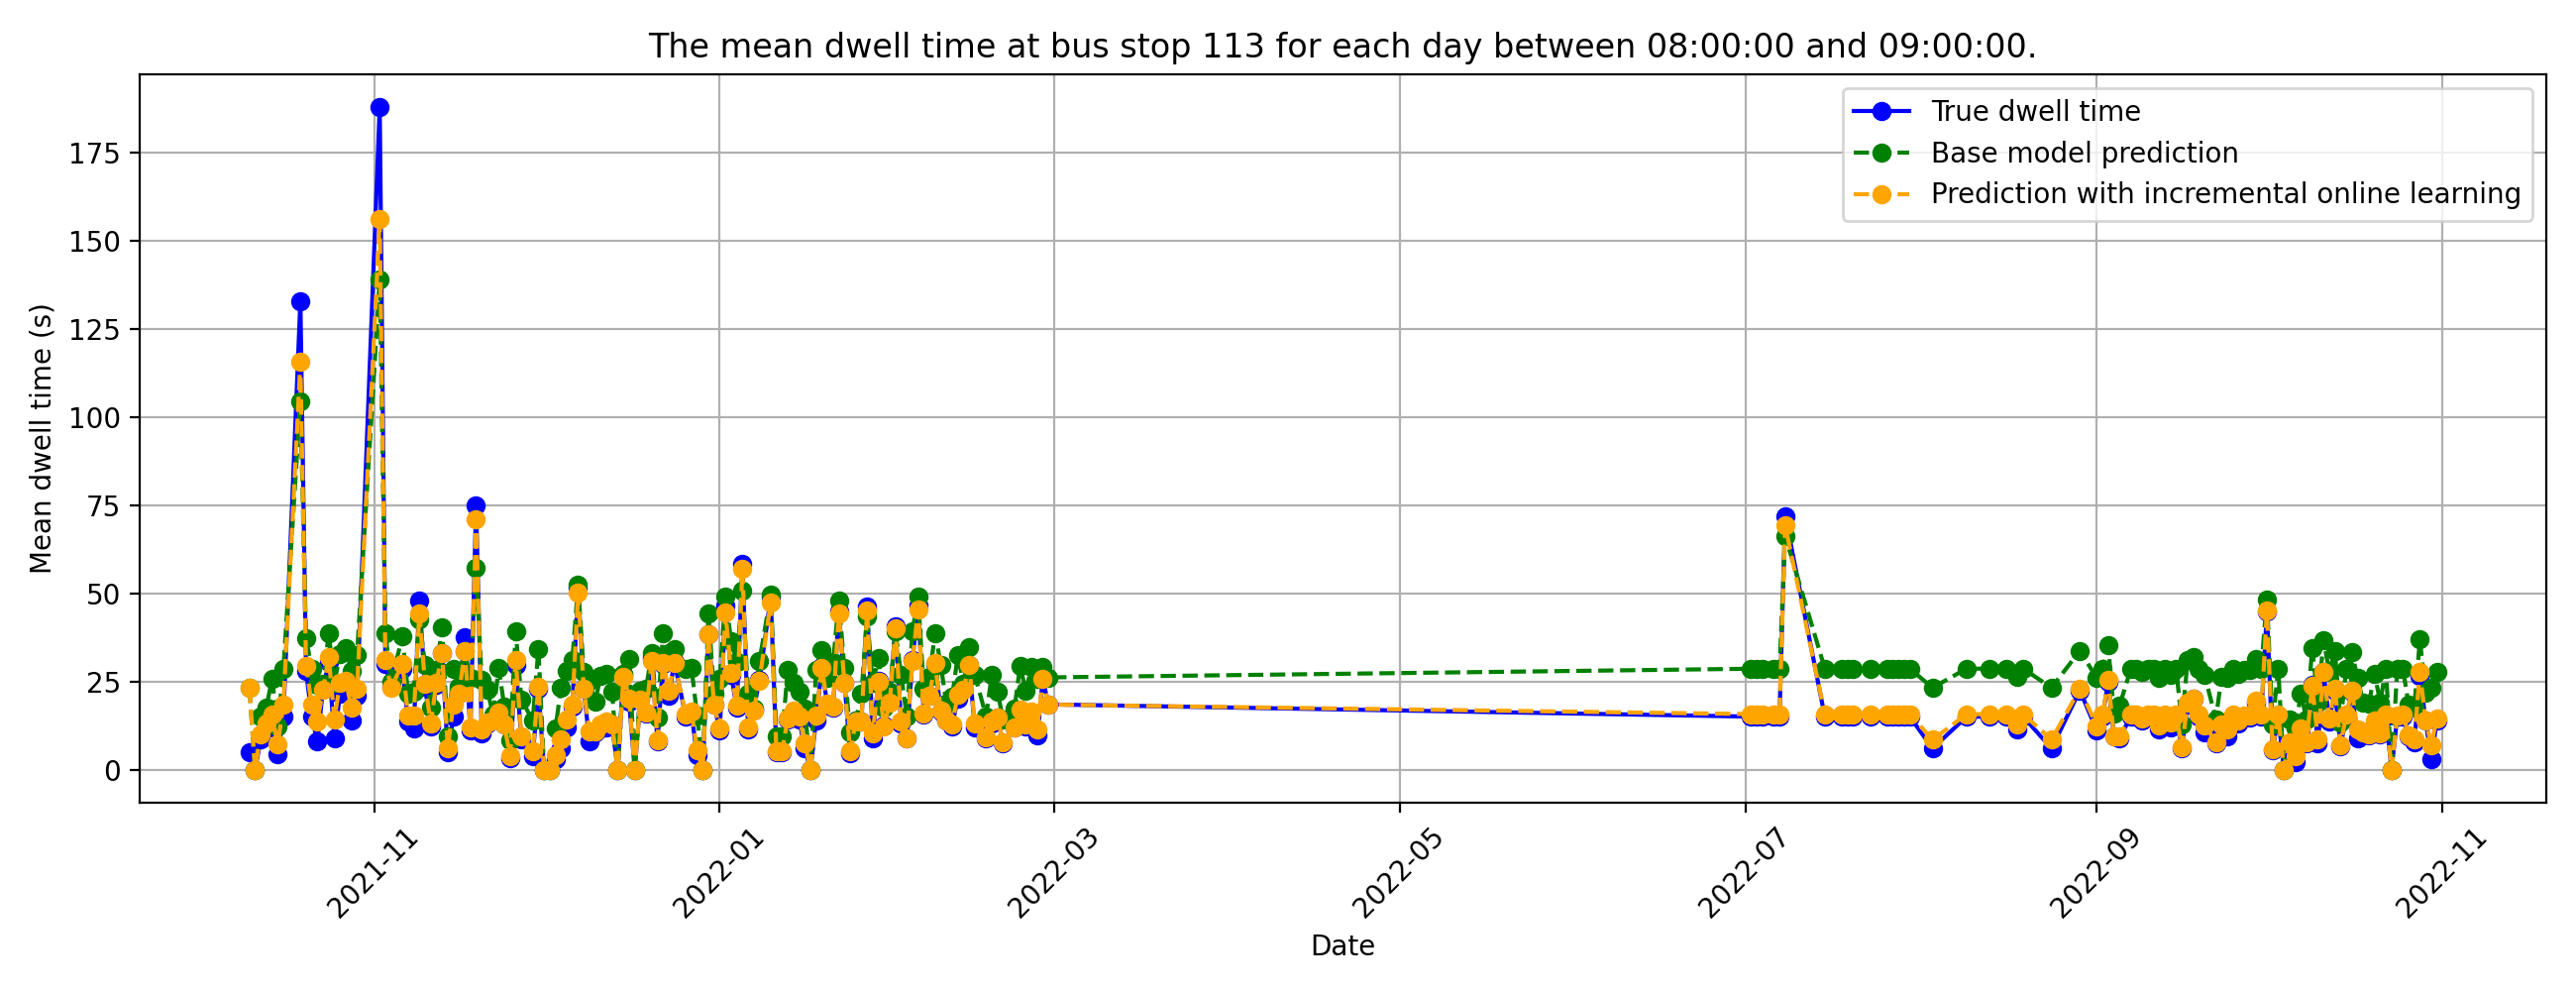 The mean dwell time at bus stop 113 for each day between 08:00:00 and 09:00:00.
True dwell time
Base model prediction
Prediction with incremental online learning
Mean dwell time (s)
175
150
125
100
75
50
25
0
2021-11
2022-01
2022-03
2022-05
2022-07
2022-09
2022-11
Date